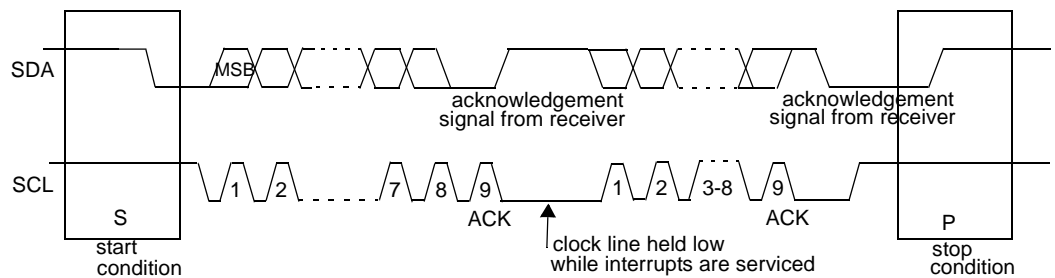 SDA
MSB
acknowledgement
signal from receiver
acknowledgement
signal from receiver
SCL
1 2 7 8 9 1 2 3-8 9
ACK
ACK
S
P
start
condition
clock line held low
while interrupts are serviced
stop
condition